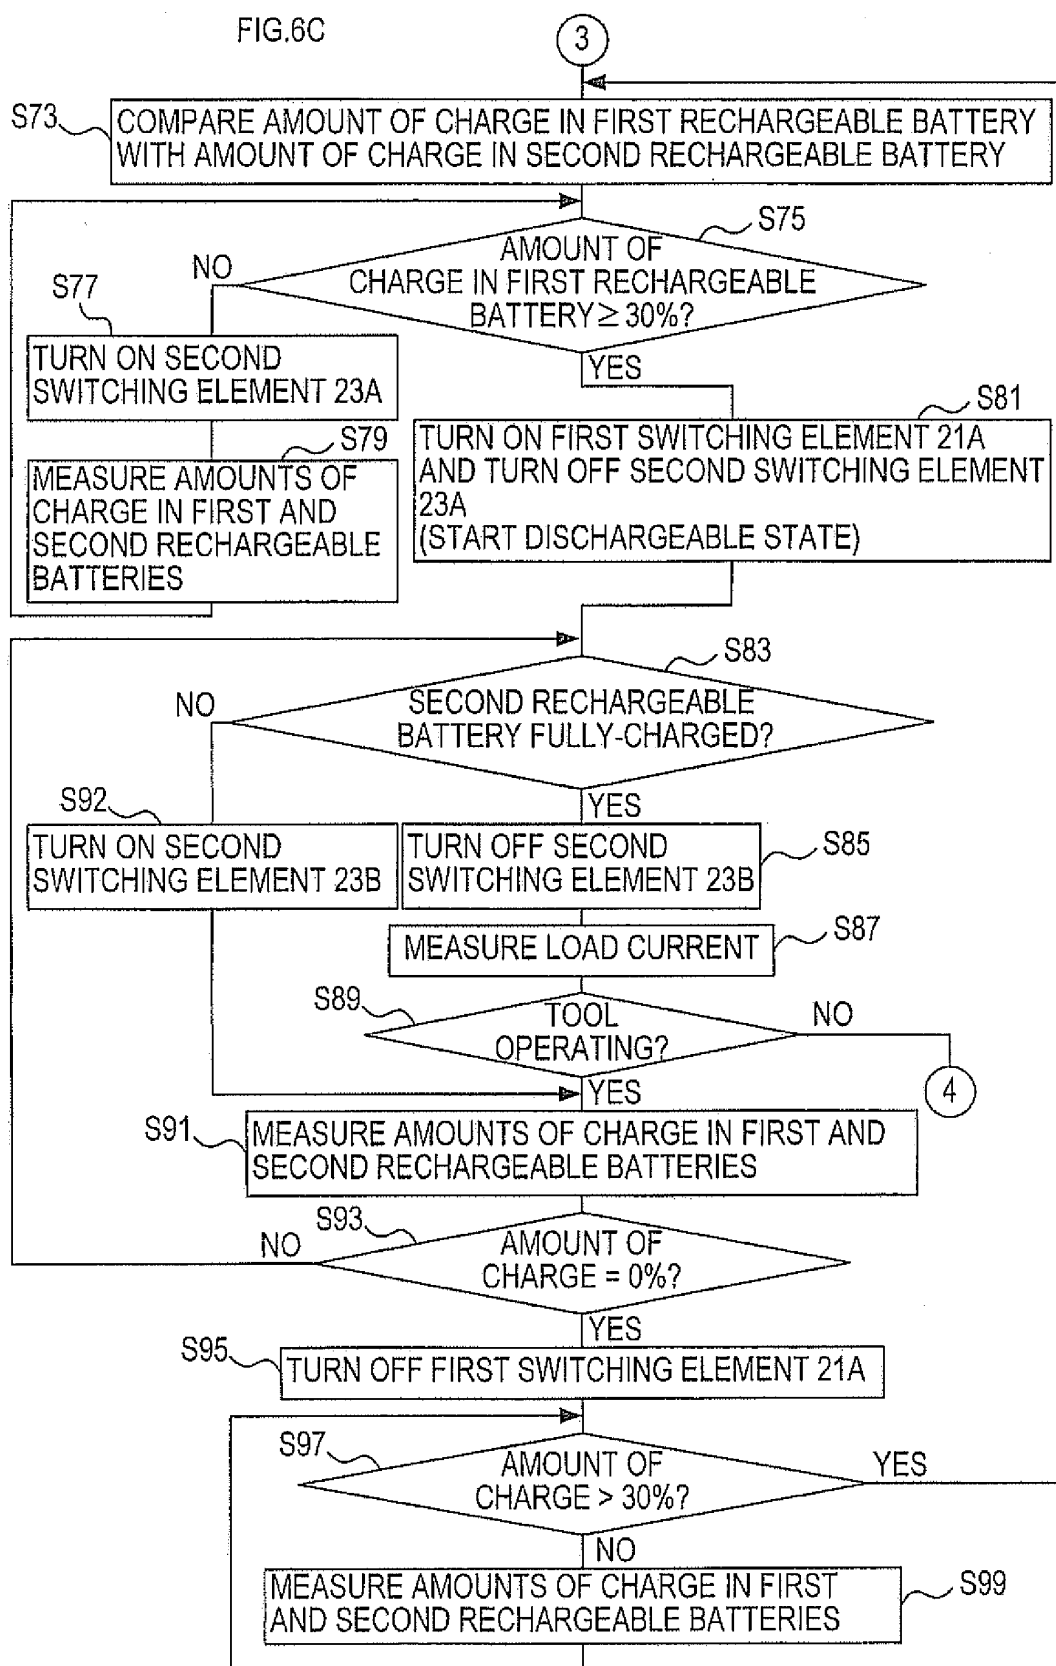 FIG.6C
3
S73
COMPARE AMOUNT OF CHARGE IN FIRST RECHARGEABLE BATTERY
WITH AMOUNT OF CHARGE IN SECOND RECHARGEABLE BATTERY
S75
AMOUNT OF
CHARGE IN FIRST RECHARGEABLE
BATTERY ≥ 30%?
NO
YES
S77
TURN ON SECOND
SWITCHING ELEMENT 23A
S79
MEASURE AMOUNTS OF
CHARGE IN FIRST AND
SECOND RECHARGEABLE
BATTERIES
S81
TURN ON FIRST SWITCHING ELEMENT 21A
AND TURN OFF SECOND SWITCHING ELEMENT
23A
(START DISCHARGEABLE STATE)
S83
SECOND RECHARGEABLE
BATTERY FULLY-CHARGED?
NO
YES
S92
TURN ON SECOND
SWITCHING ELEMENT 23B
S85
TURN OFF SECOND
SWITCHING ELEMENT 23B
S87
MEASURE LOAD CURRENT
S89
TOOL
OPERATING?
NO
4
YES
S91
MEASURE AMOUNTS OF CHARGE IN FIRST AND
SECOND RECHARGEABLE BATTERIES
S93
AMOUNT OF
CHARGE = 0%?
NO
YES
S95
TURN OFF FIRST SWITCHING ELEMENT 21A
S97
AMOUNT OF
CHARGE > 30%?
YES
NO
S99
MEASURE AMOUNTS OF CHARGE IN FIRST
AND SECOND RECHARGEABLE BATTERIES